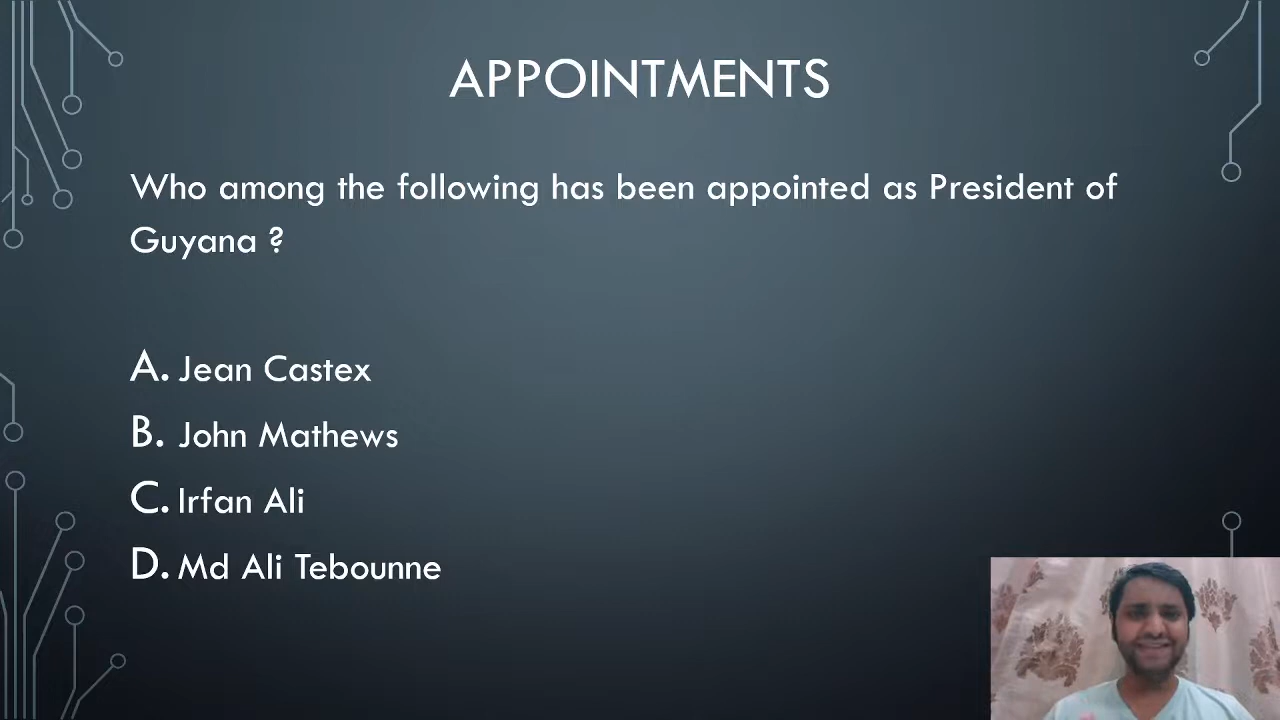 APPOINTMENTS
Who among the following has been appointed as President of
Guyana ?
A. Jean Castex
B. John Mathews
C. Irfan Ali
D. Md Ali Tebounne